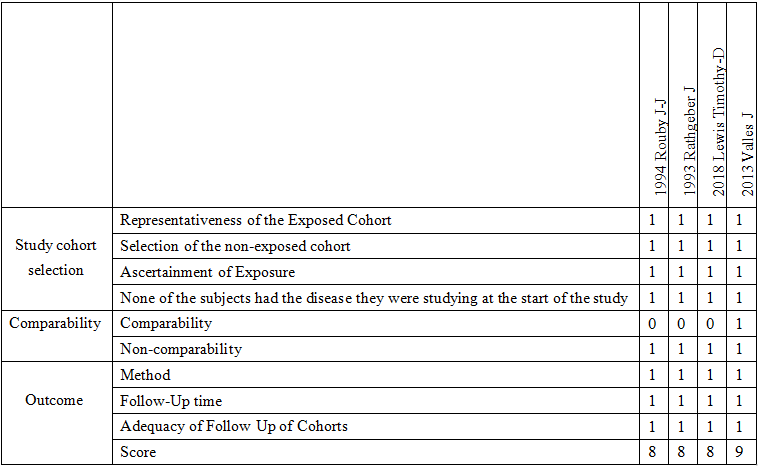 1994 Rouby J-J
1993 Rathgeber J
2018 Lewis Timothy-D
2013 Valles J
Study cohort selection
Representativeness of the Exposed Cohort 1 1 1 1
Selection of the non-exposed cohort 1 1 1 1
Ascertainment of Exposure 1 1 1 1
None of the subjects had the disease they were studying at the start of the study 1 1 1 1
Comparability
Comparability 0 0 0 1
Non-comparability 1 1 1 1
Outcome
Method 1 1 1 1
Follow-Up time 1 1 1 1
Adequacy of Follow Up of Cohorts 1 1 1 1
Score 8 8 8 9